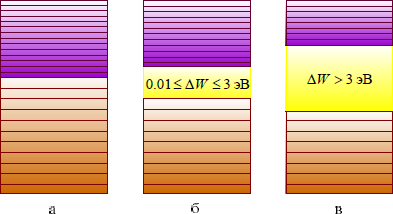 0.01 ≤ ΔW ≤ 3 эВ
ΔW > 3 эВ
а б в